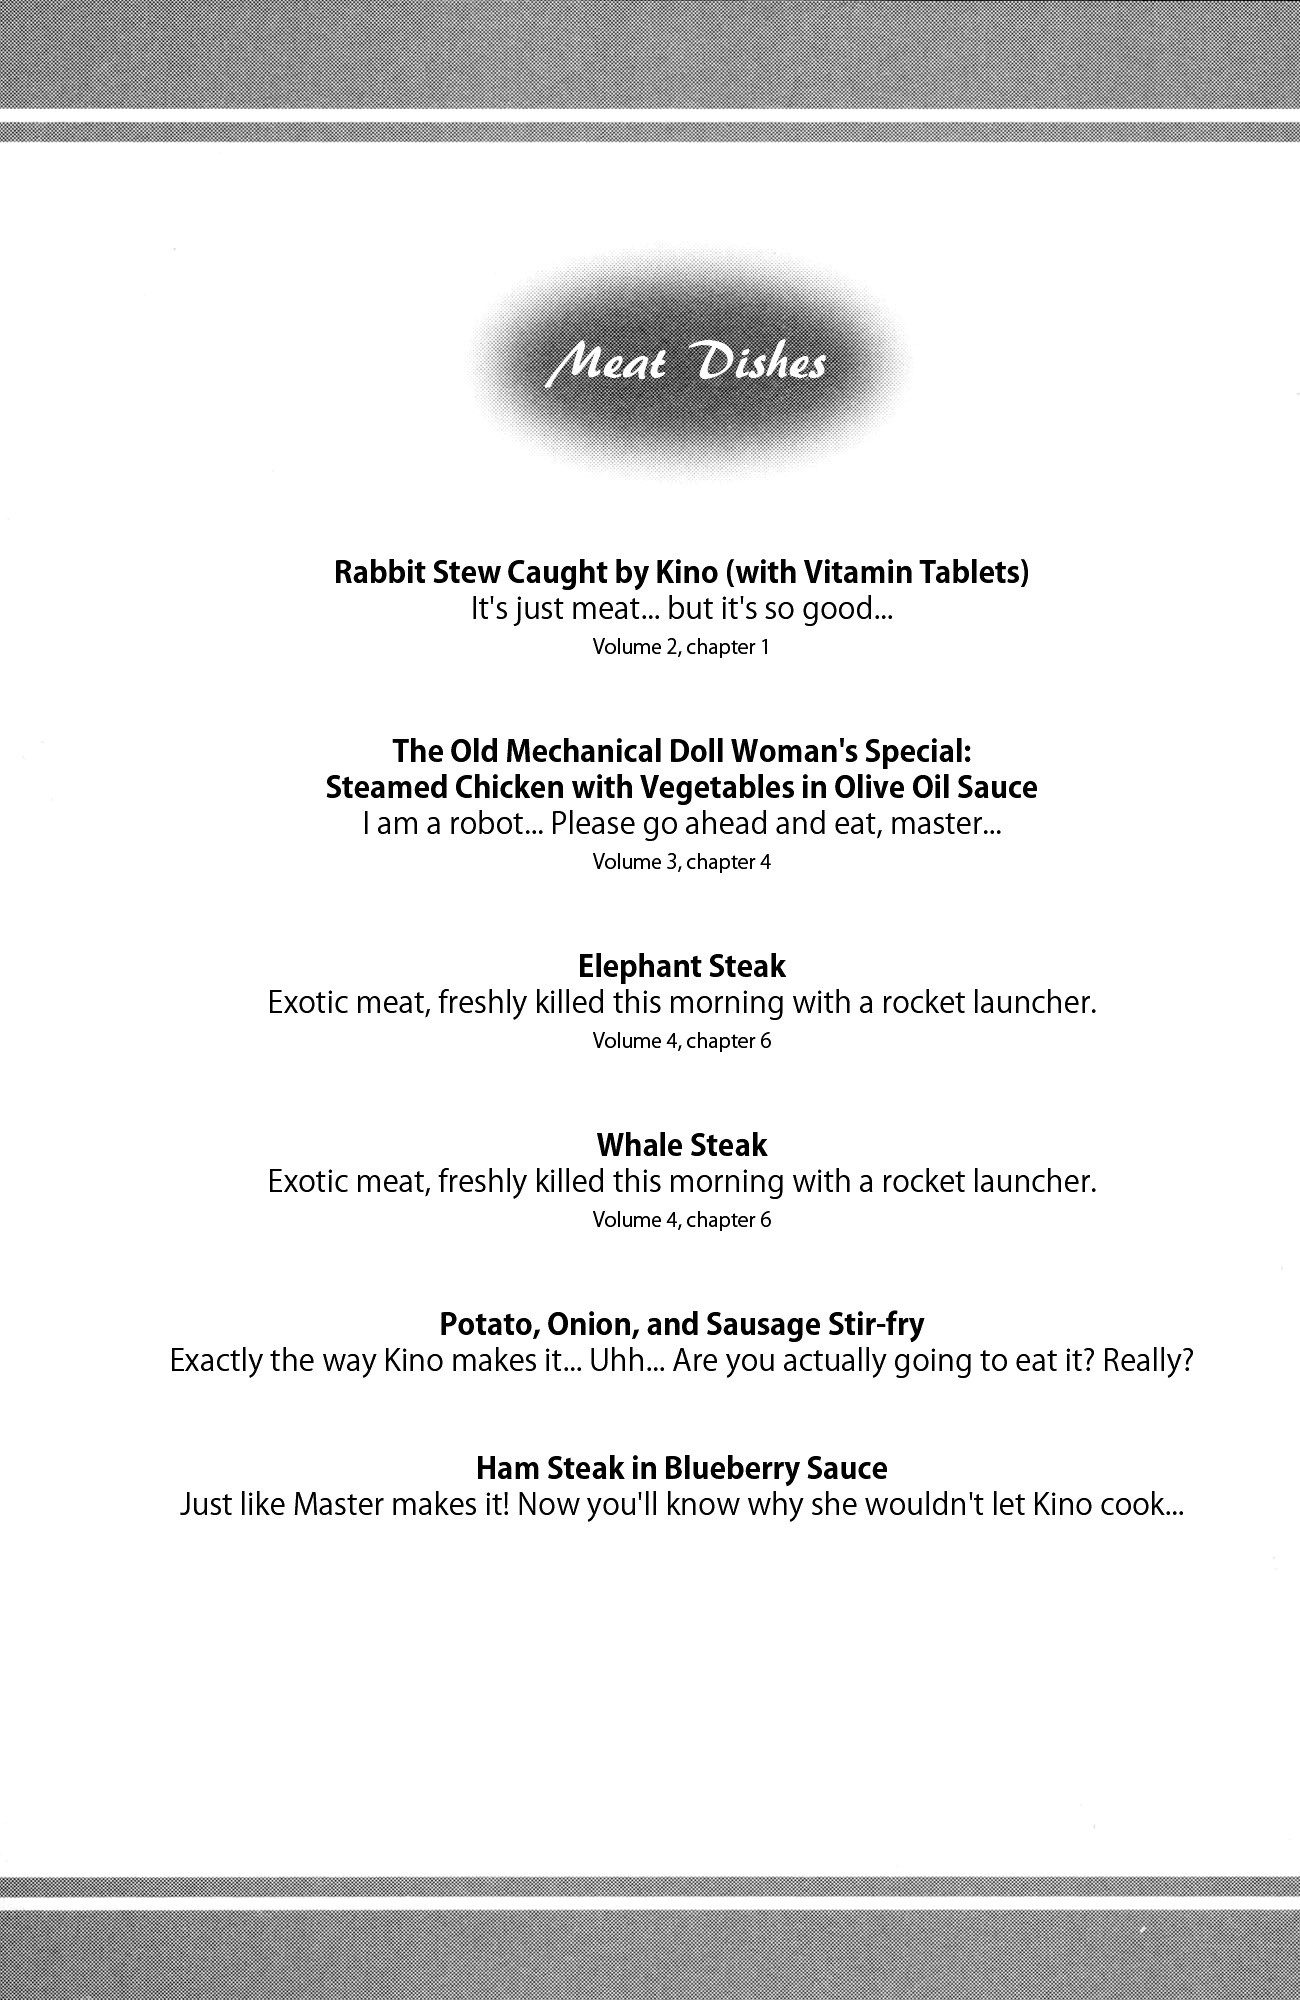 Meat Dishes
Rabbit Stew Caught by Kino (with Vitamin Tablets)
It's just meat... but it's so good...
Volume 2, chapter 1
The Old Mechanical Doll Woman's Special:
Steamed Chicken with Vegetables in Olive Oil Sauce
I am a robot... Please go ahead and eat, master...
Volume 3, chapter 4
Elephant Steak
Exotic meat, freshly killed this morning with a rocket launcher.
Volume 4, chapter 6
Whale Steak
Exotic meat, freshly killed this morning with a rocket launcher.
Volume 4, chapter 6
Potato, Onion, and Sausage Stir-fry
Exactly the way Kino makes it... Uhh... Are you actually going to eat it? Really?
Ham Steak in Blueberry Sauce
Just like Master makes it! Now you'll know why she wouldn't let Kino cook...